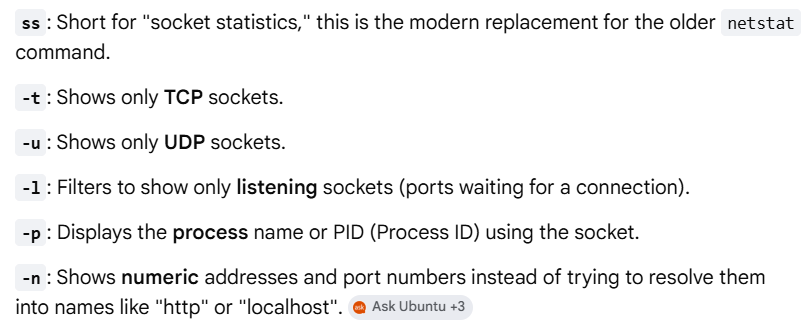 ss: Short for "socket statistics," this is the modern replacement for the older netstat
command.
-t: Shows only TCP sockets.
-u: Shows only UDP sockets.
-l: Filters to show only listening sockets (ports waiting for a connection).
-p: Displays the process name or PID (Process ID) using the socket.
-n: Shows numeric addresses and port numbers instead of trying to resolve them
into names like "http" or "localhost". ask Ask Ubuntu +3